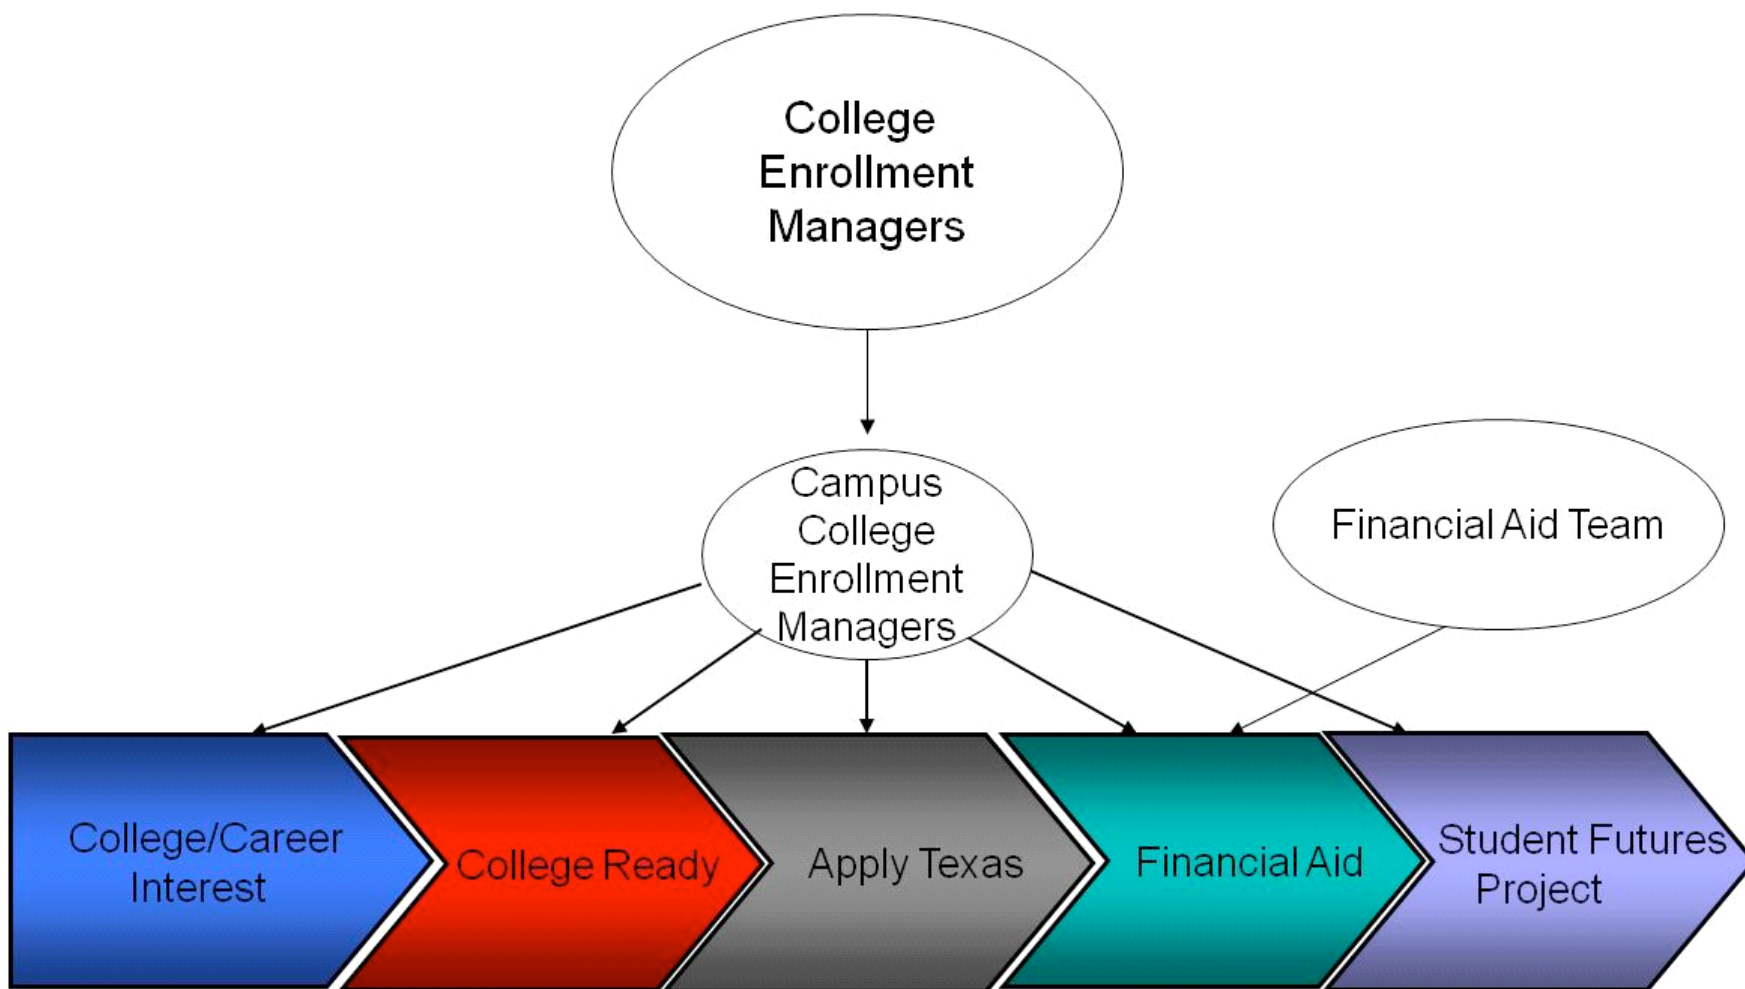 College
Enrollment
Managers
Campus
College
Enrollment
Managers
Financial Aid Team
College/Career
Interest
College Ready
Apply Texas
Financial Aid
Student Futures
Project